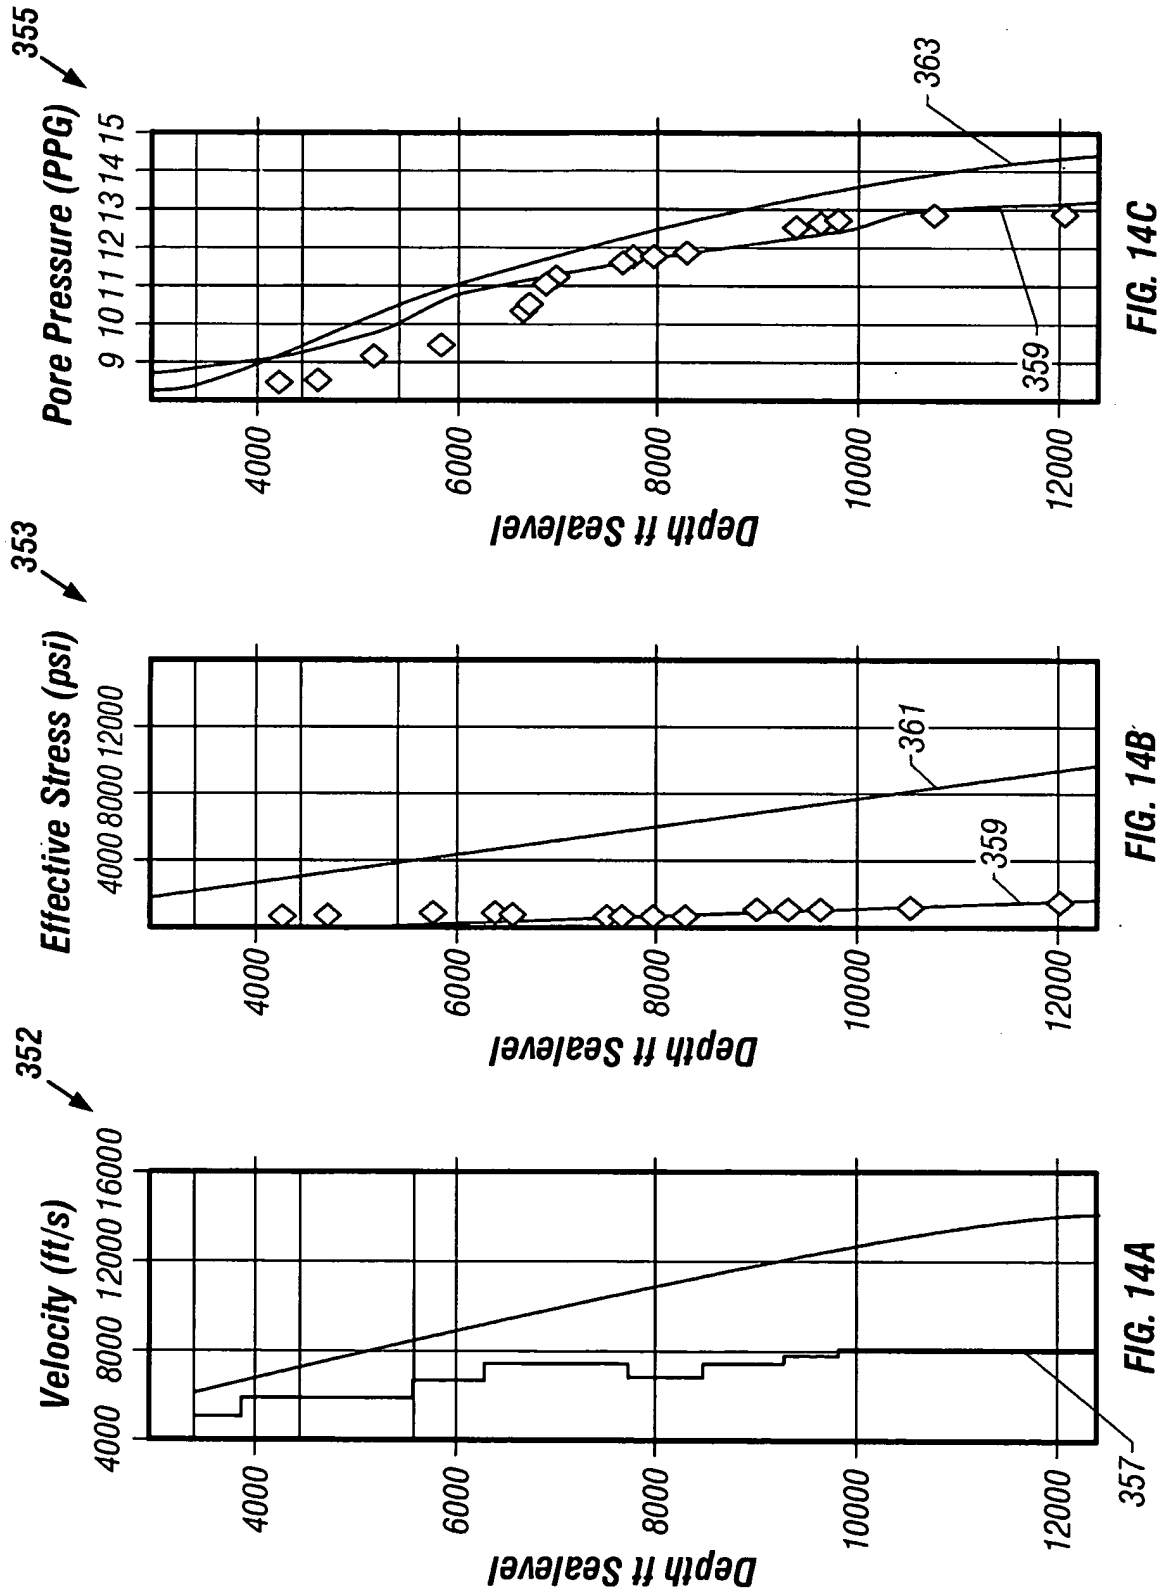 352
Velocity (ft/s)
4000 8000 12000 16000
Depth ft Sealevel
4000
6000
8000
10000
12000
357
FIG. 14A
353
Effective Stress (psi)
4000 8000 12000
Depth ft Sealevel
4000
6000
8000
10000
12000
361
359
FIG. 14B
355
Pore Pressure (PPG)
9 10 11 12 13 14 15
Depth ft Sealevel
4000
6000
8000
10000
12000
363
359
FIG. 14C